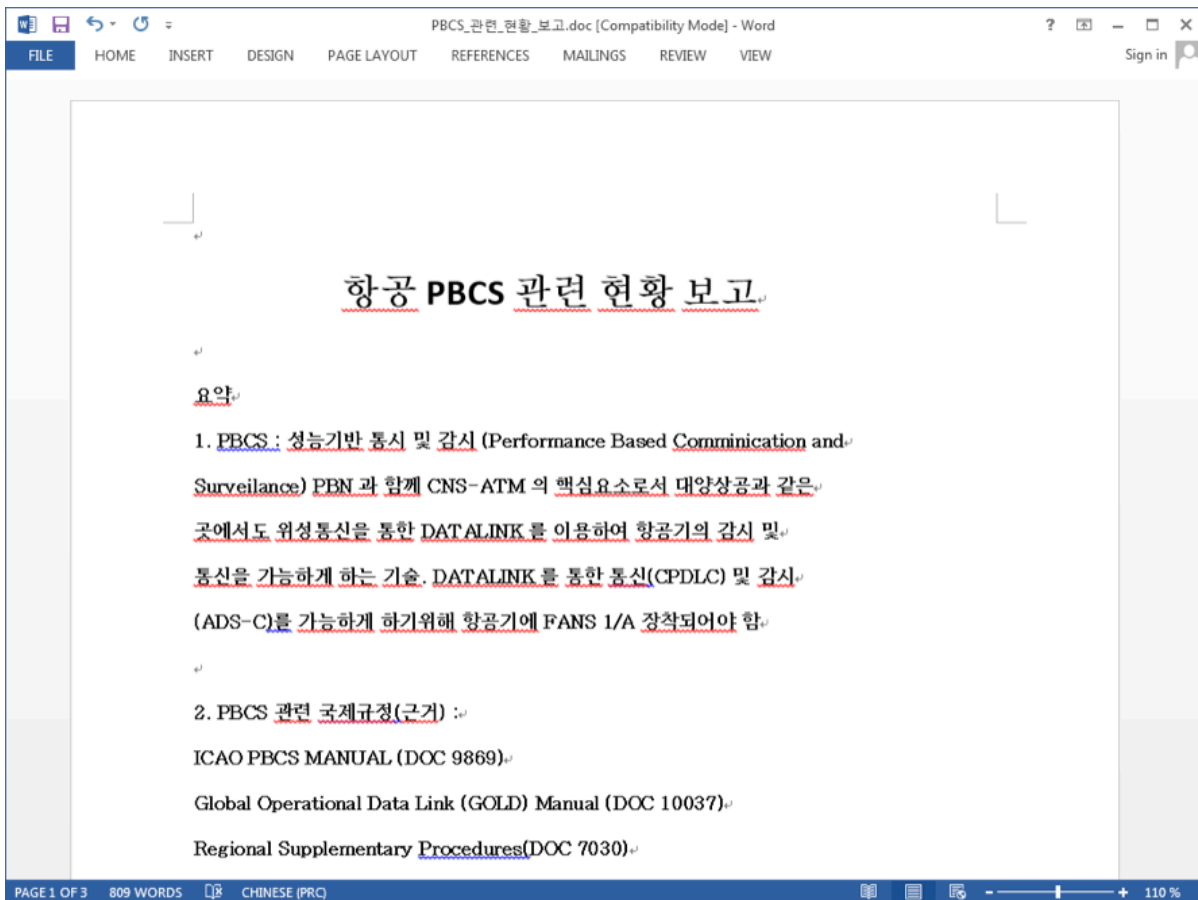 PBCS_관련_현황_보고.doc [Compatibility Mode] - Word
?
FILE HOME INSERT DESIGN PAGE LAYOUT REFERENCES MAILINGS REVIEW VIEW Sign in
항공 PBCS 관련 현황 보고
요약
1. PBCS : 성능기반 통시 및 감시 (Performance Based Comminication and
Surveilance) PBN 과 함께 CNS-ATM 의 핵심요소로서 대양상공과 같은
곳에서도 위성통신을 통한 DATALINK 를 이용하여 항공기의 감시 및
통신을 가능하게 하는 기술. DATALINK 를 통한 통신(CPDLC) 및 감시
(ADS-C)를 가능하게 하기위해 항공기에 FANS 1/A 장착되어야 함
2. PBCS 관련 국제규정(근거) :
ICAO PBCS MANUAL (DOC 9869)
Global Operational Data Link (GOLD) Manual (DOC 10037)
Regional Supplementary Procedures(DOC 7030)
PAGE 1 OF 3 809 WORDS CHINESE (PRC) 110 %